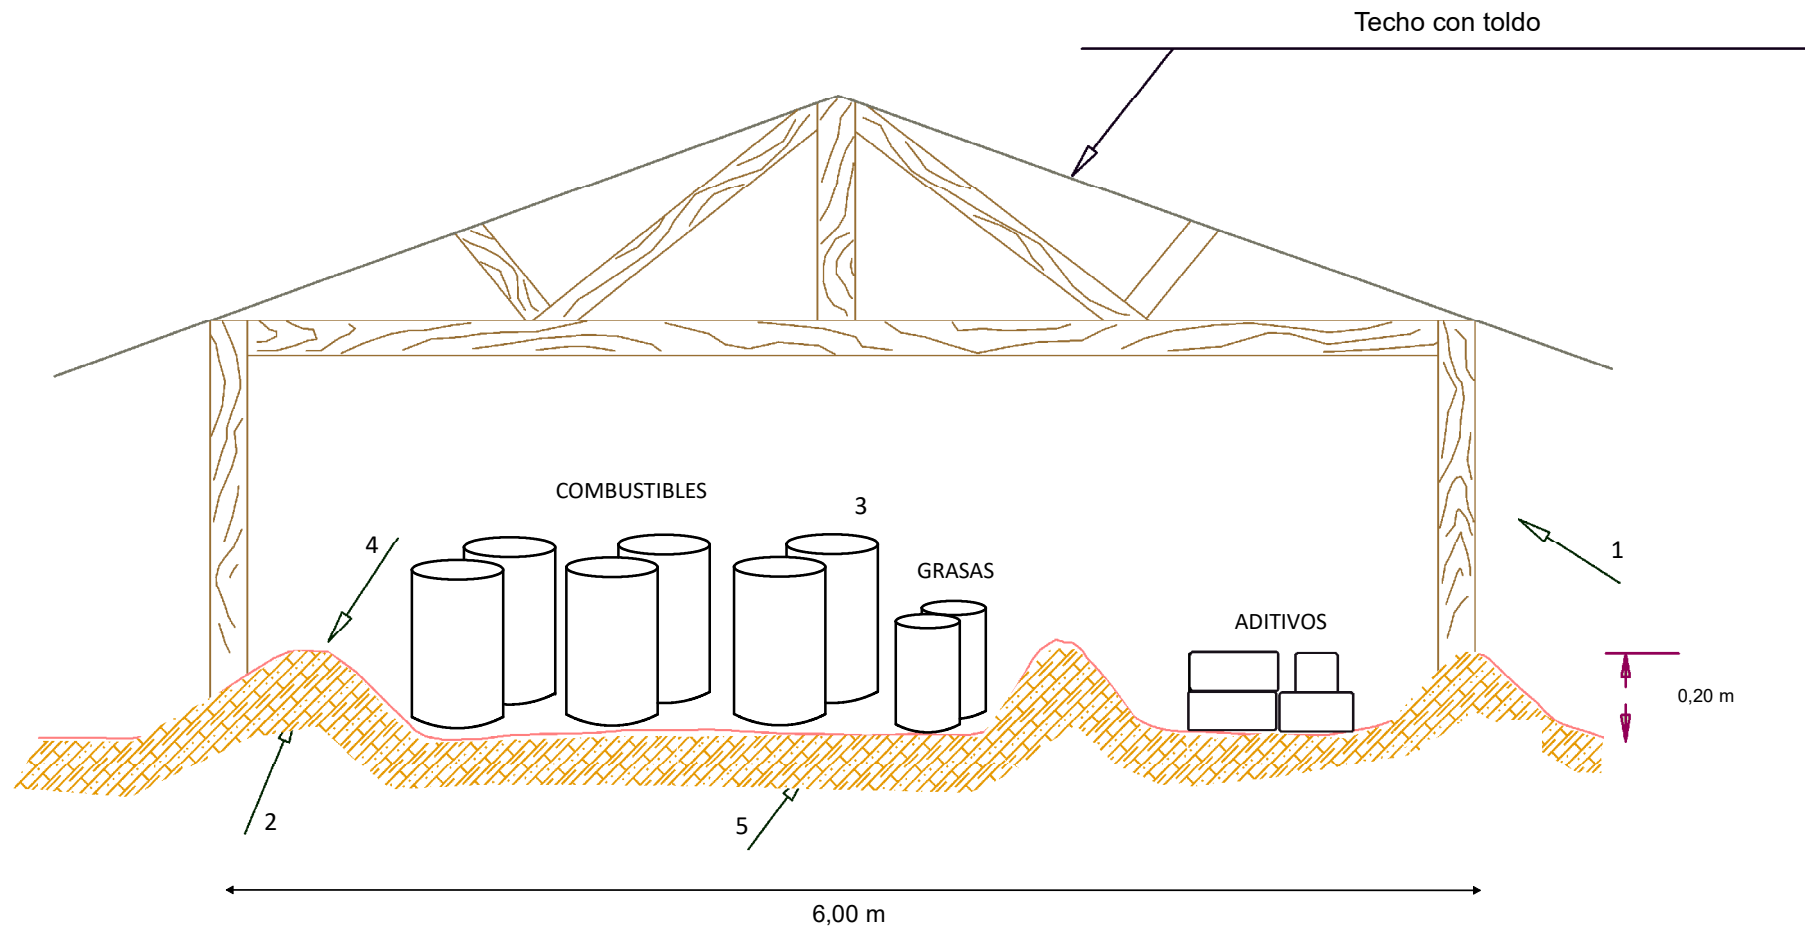 Techo con toldo
COMBUSTIBLES
3
4
1
GRASAS
ADITIVOS
0,20 m
2
5
6,00 m